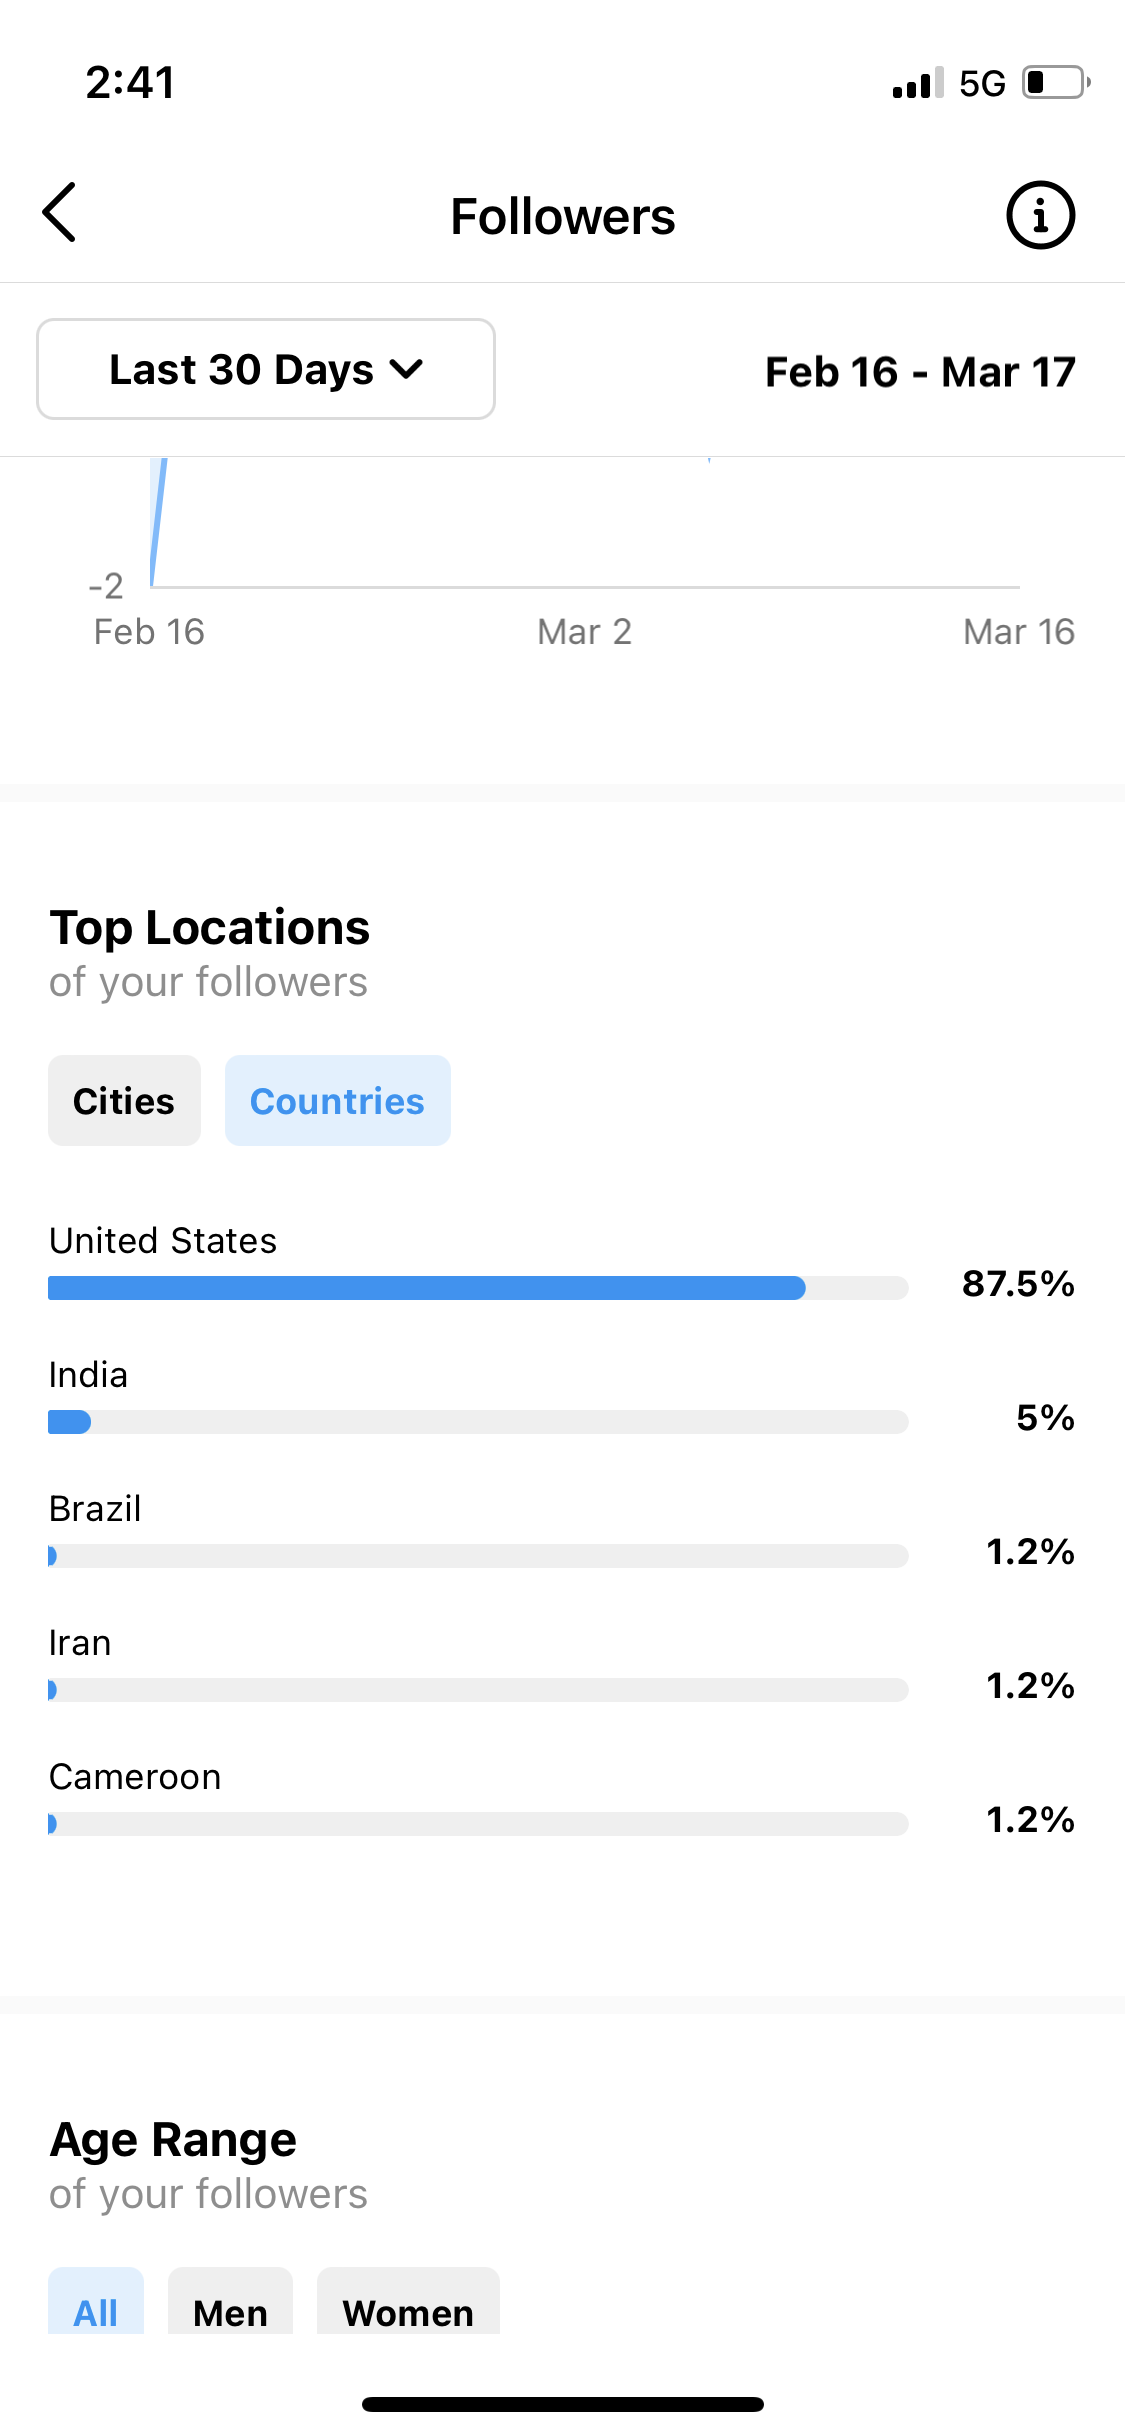 2:41
5G
Followers
Last 30 Days
Feb 16 - Mar 17
-2
Feb 16
Mar 2
Mar 16
Top Locations
of your followers
Cities
Countries
United States
87.5%
India
5%
Brazil
1.2%
Iran
1.2%
Cameroon
1.2%
Age Range
of your followers
All
Men
Women